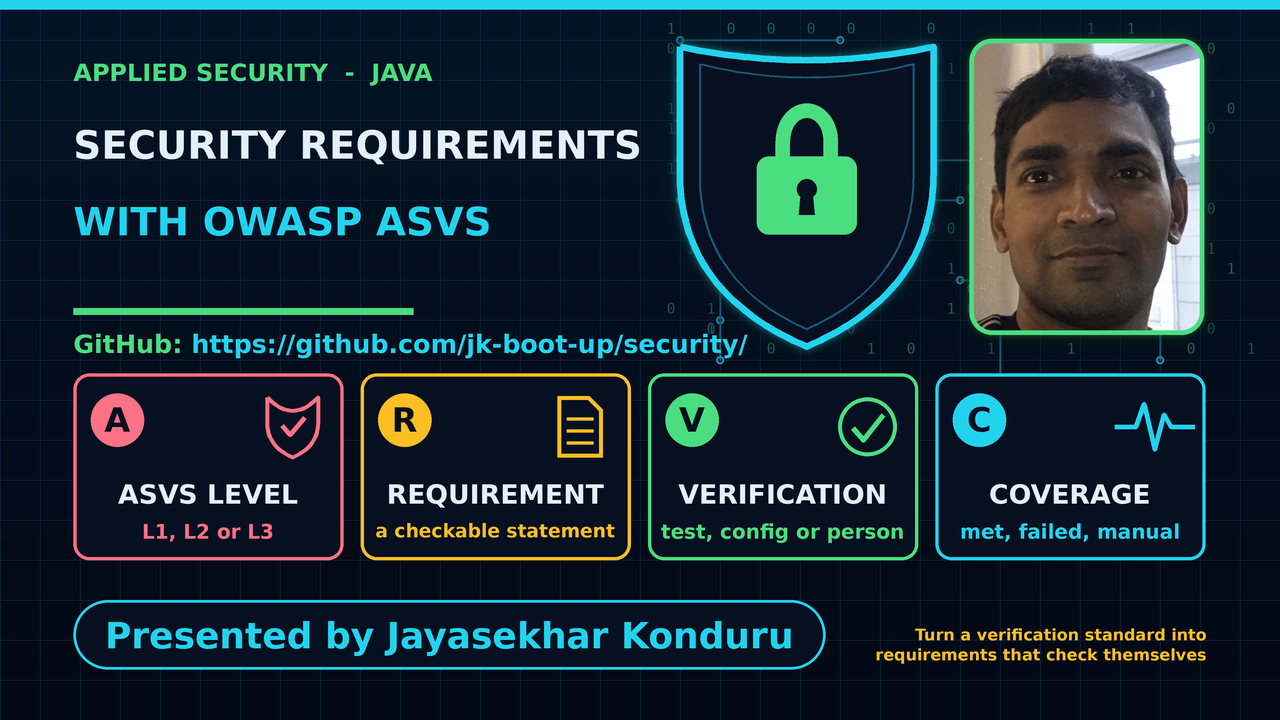 APPLIED SECURITY - JAVA
SECURITY REQUIREMENTS
WITH OWASP ASVS
GitHub: https://github.com/jk-boot-up/security/
A
ASVS LEVEL
L1, L2 or L3
R
REQUIREMENT
a checkable statement
V
VERIFICATION
test, config or person
C
COVERAGE
met, failed, manual
Presented by Jayasekhar Konduru
Turn a verification standard into
requirements that check themselves